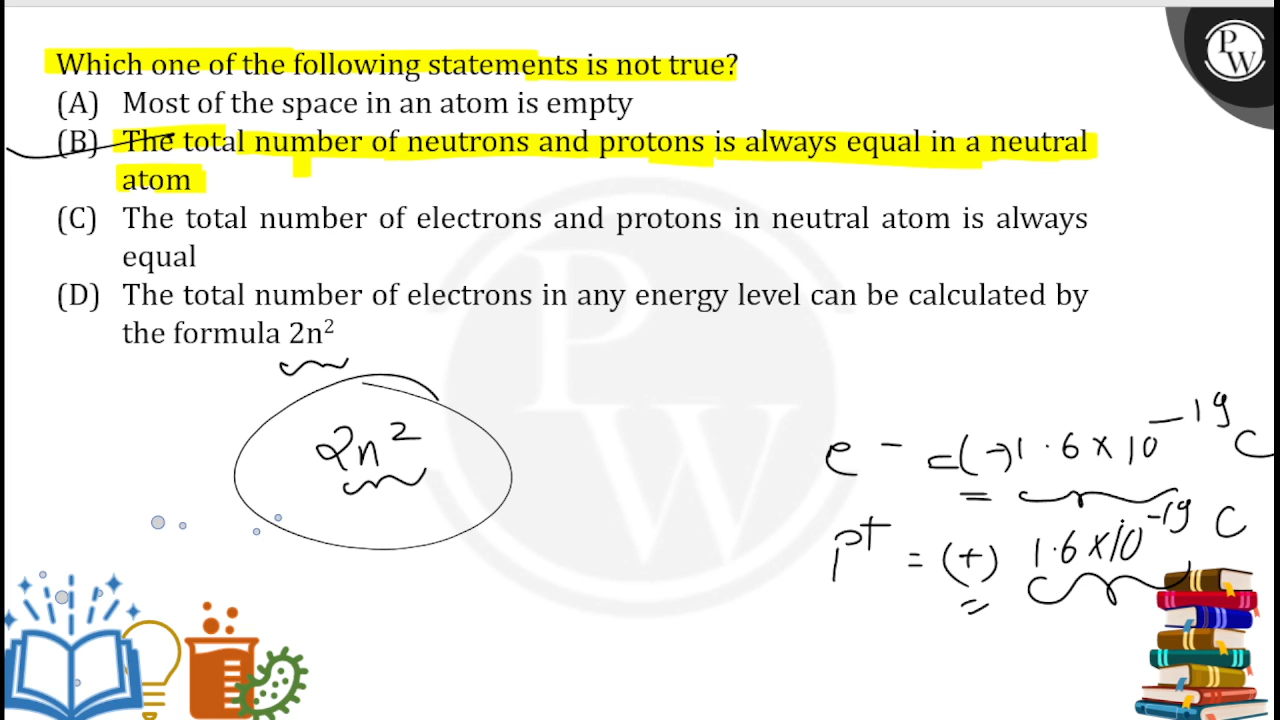 Which one of the following statements is not true?
(A) Most of the space in an atom is empty
(B) The total number of neutrons and protons is always equal in a neutral
atom
(C) The total number of electrons and protons in neutral atom is always
equal
(D) The total number of electrons in any energy level can be calculated by
the formula 2n²
2n²
e⁻ = (-) 1.6 × 10⁻¹⁹ C
P⁺ = (+) 1.6 × 10⁻¹⁹ C
P
W
P
W